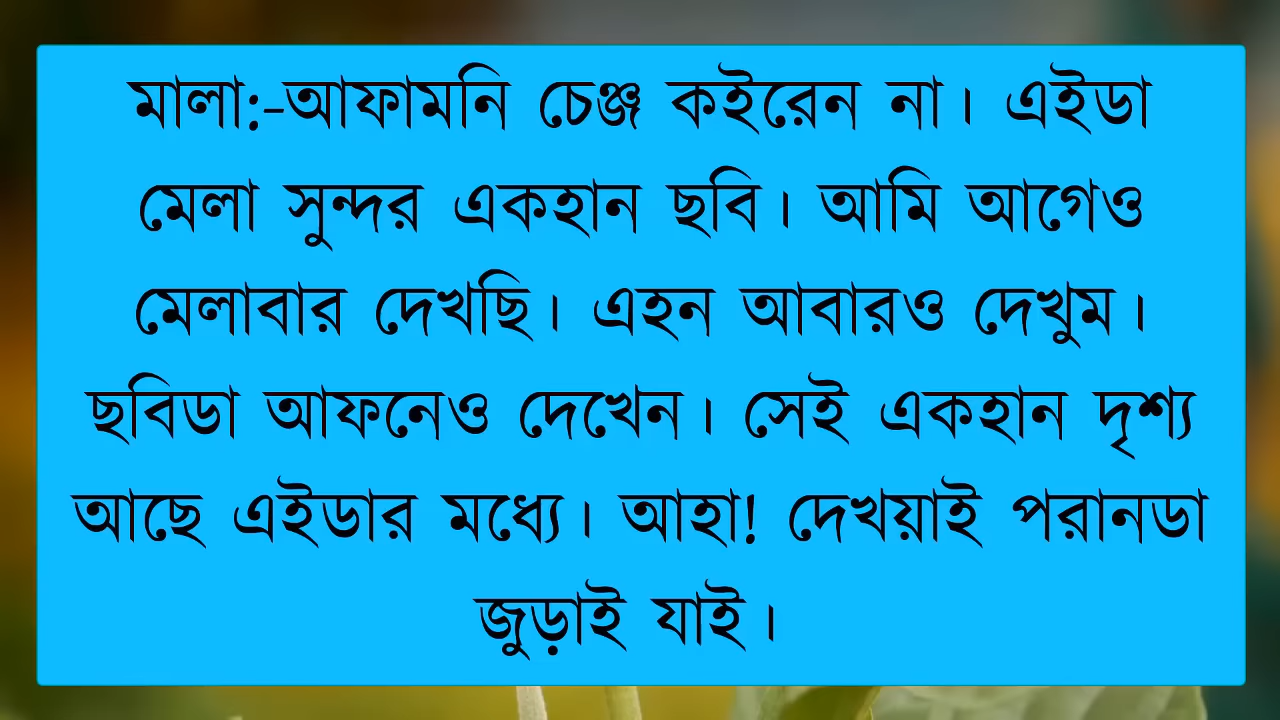 মালা:-আফামনি চেঞ্জ কইরেন না। এইডা
মেলা সুন্দর একহান ছবি। আমি আগেও
মেলাবার দেখছি। এহন আবারও দেখুম।
ছবিডা আফনেও দেখেন। সেই একহান দৃশ্য
আছে এইডার মধ্যে। আহা! দেখয়াই পরানডা
জুড়াই যাই।